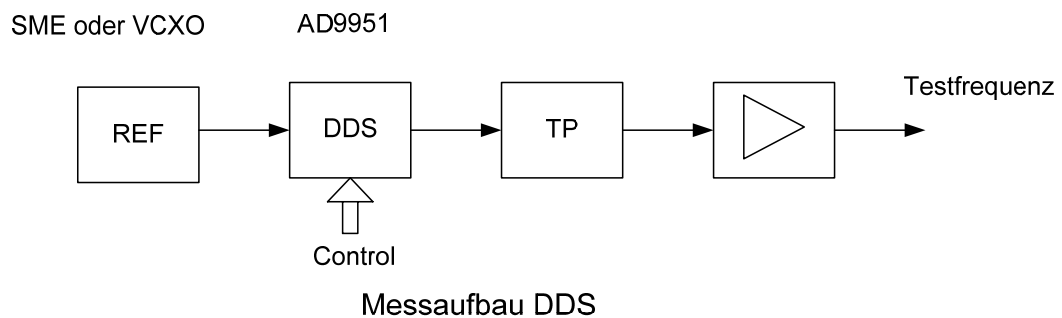 SME oder VCXO
AD9951
Testfrequenz
REF
DDS
TP
Control
Messaufbau DDS